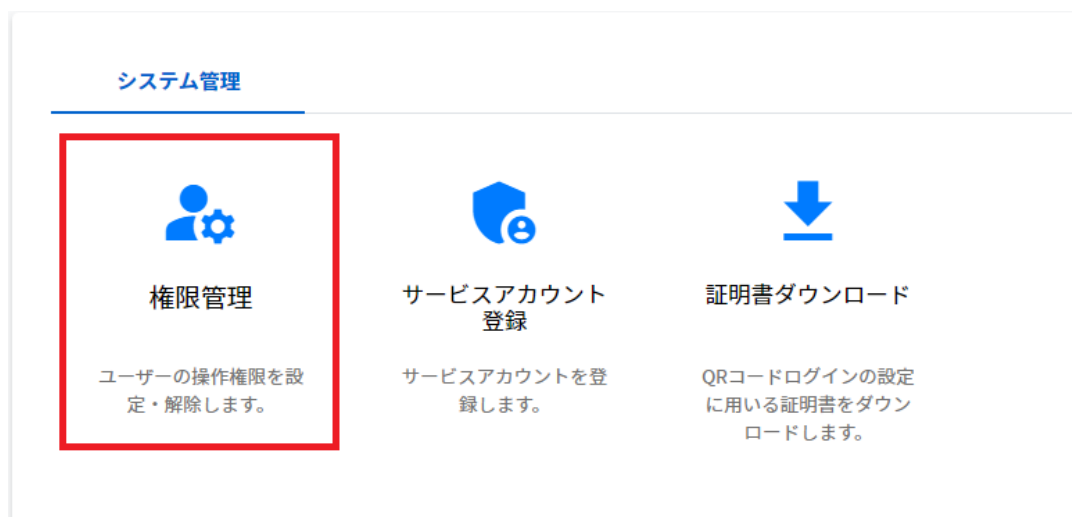 システム管理
権限管理
ユーザーの操作権限を設
定・解除します。
サービスアカウント
登録
サービスアカウントを登
録します。
証明書ダウンロード
QRコードログインの設定
に用いる証明書をダウン
ロードします。